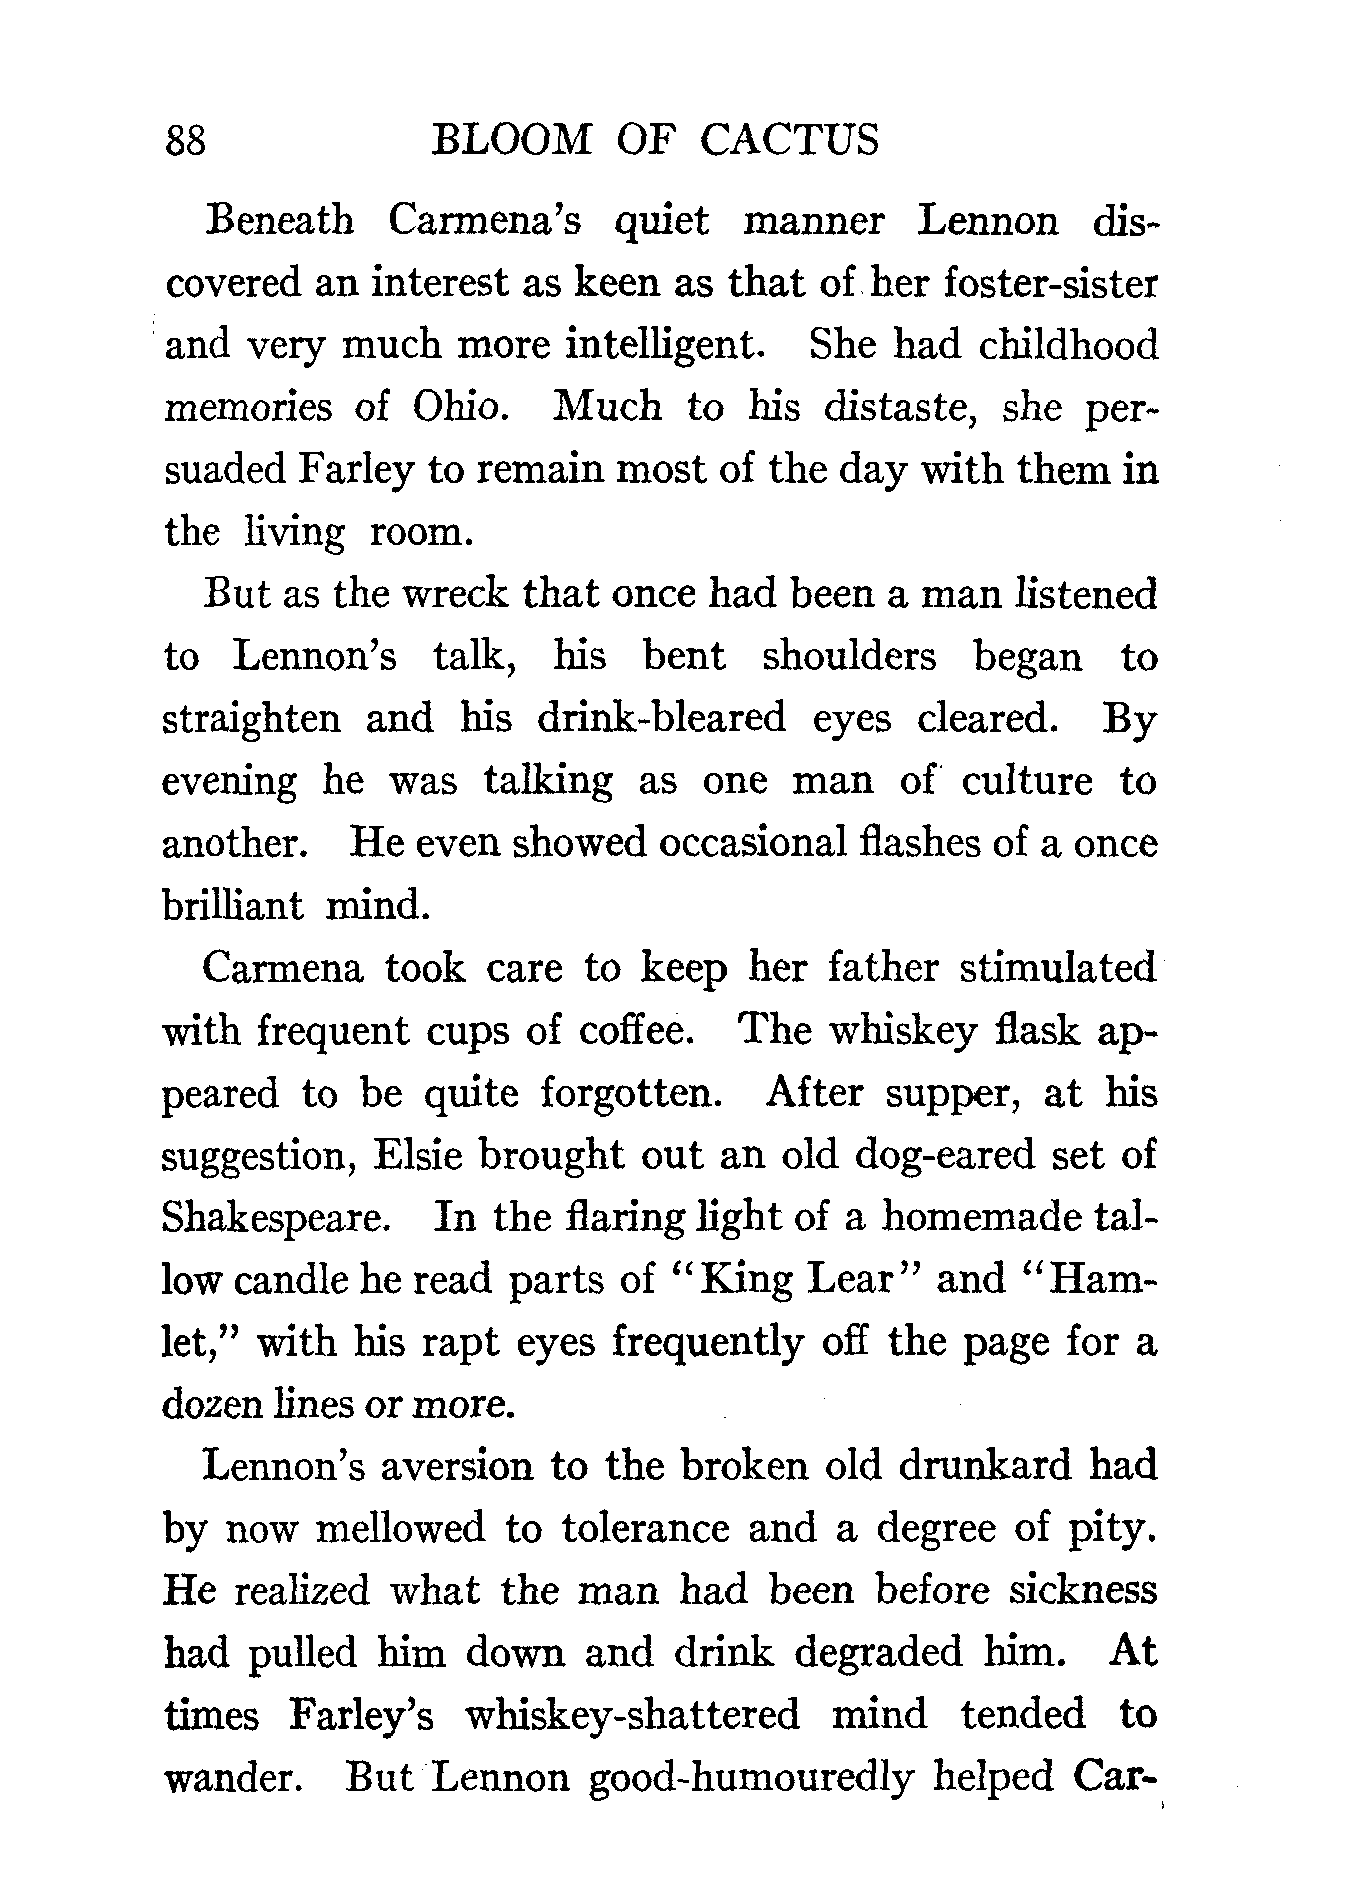 88 BLOOM OF CACTUS
Beneath Carmena's quiet manner Lennon dis-
covered an interest as keen as that of her foster-sister
and very much more intelligent. She had childhood
memories of Ohio. Much to his distaste, she per-
suaded Farley to remain most of the day with them in
the living room.
But as the wreck that once had been a man listened
to Lennon's talk, his bent shoulders began to
straighten and his drink-bleared eyes cleared. By
evening he was talking as one man of culture to
another. He even showed occasional flashes of a once
brilliant mind.
Carmena took care to keep her father stimulated
with frequent cups of coffee. The whiskey flask ap-
peared to be quite forgotten. After supper, at his
suggestion, Elsie brought out an old dog-eared set of
Shakespeare. In the flaring light of a homemade tal-
low candle he read parts of "King Lear" and "Ham-
let," with his rapt eyes frequently off the page for a
dozen lines or more.
Lennon's aversion to the broken old drunkard had
by now mellowed to tolerance and a degree of pity.
He realized what the man had been before sickness
had pulled him down and drink degraded him. At
times Farley's whiskey-shattered mind tended to
wander. But Lennon good-humouredly helped Car-